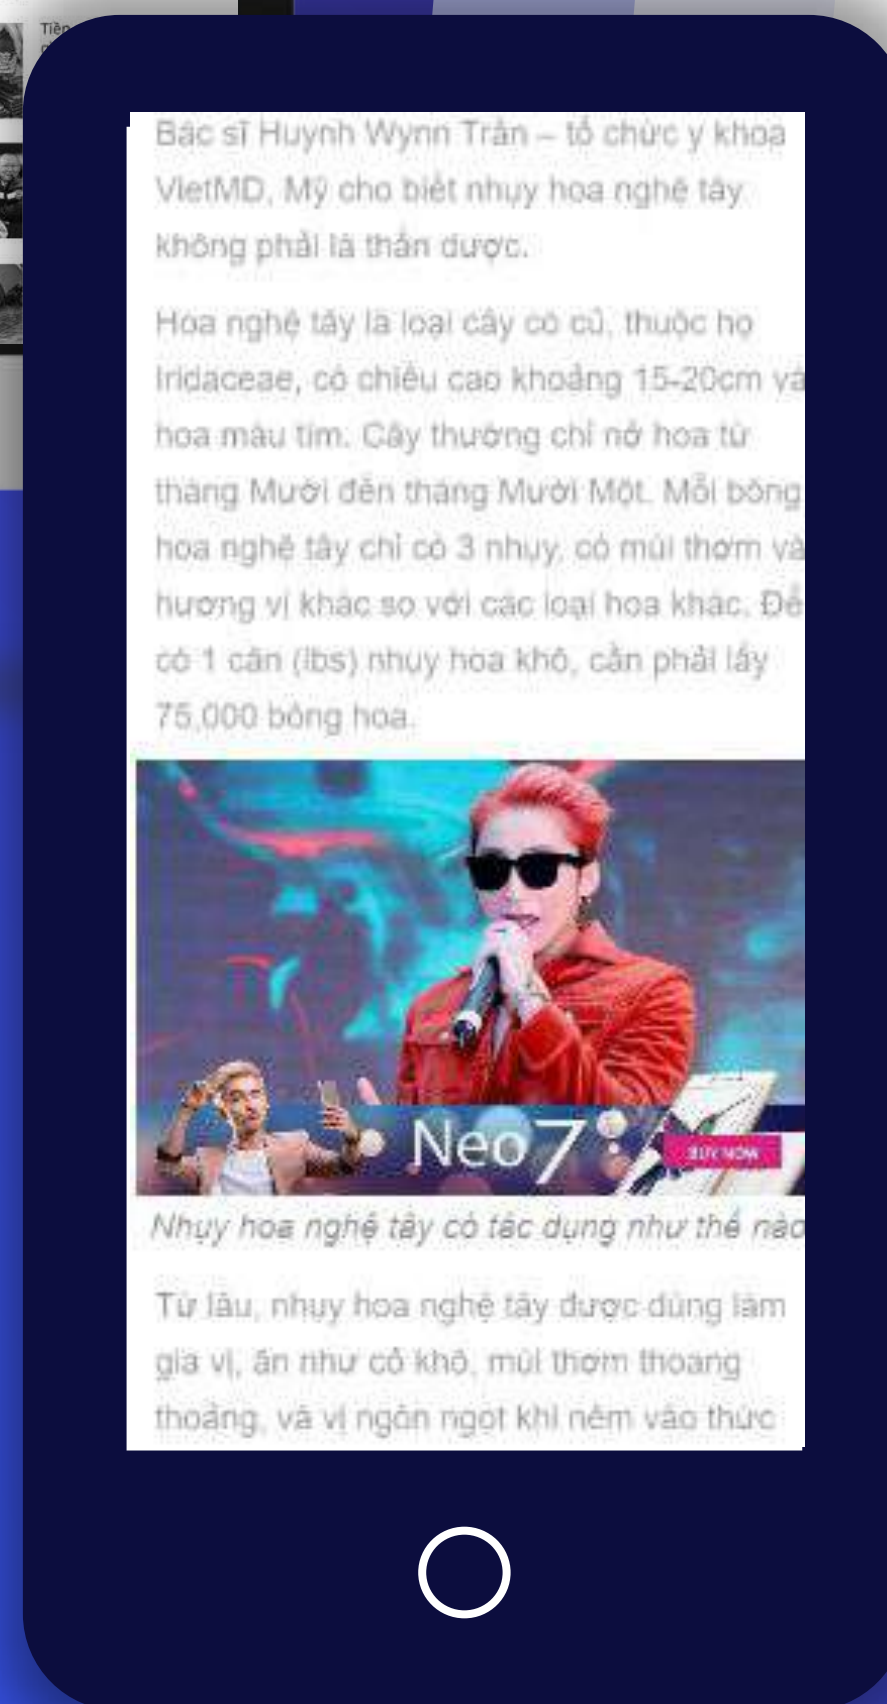 Tiền
Bác sĩ Huynh Wynn Trần – tổ chức y khoa
VietMD, Mỹ cho biết nhụy hoa nghệ tây
không phải là thần dược.
Hoa nghệ tây là loại cây có củ, thuộc họ
Iridaceae, có chiều cao khoảng 15-20cm và
hoa màu tím. Cây thường chỉ nở hoa từ
tháng Mười đến tháng Mười Một. Mỗi bông
hoa nghệ tây chỉ có 3 nhụy, có mùi thơm và
hương vị khác so với các loại hoa khác. Để
có 1 cân (lbs) nhụy hoa khô, cần phải lấy
75,000 bông hoa.
Neo7
BUY NOW
Nhụy hoa nghệ tây có tác dụng như thế nào
Từ lâu, nhụy hoa nghệ tây được dùng làm
gia vị, ăn như cỏ khô, mùi thơm thoang
thoảng, và vị ngòn ngọt khi nêm vào thức